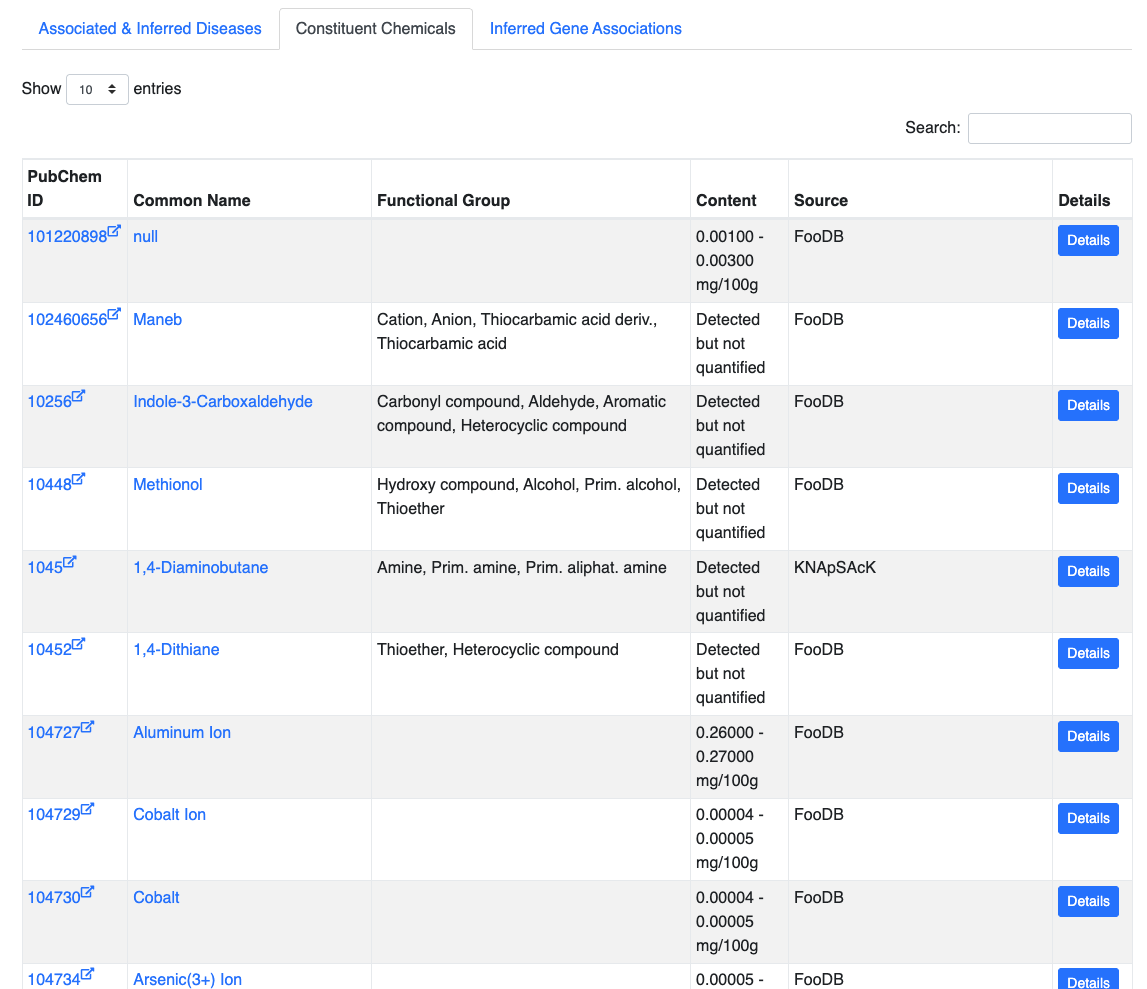 Associated & Inferred Diseases Constituent Chemicals Inferred Gene Associations
Show 10 entries
Search:
PubChem
ID Common Name Functional Group Content Source Details
101220898 null 0.00100 - FooDB Details
0.00300
mg/100g
102460656 Maneb Cation, Anion, Thiocarbamic acid deriv., Detected FooDB Details
Thiocarbamic acid but not
quantified
10256 Indole-3-Carboxaldehyde Carbonyl compound, Aldehyde, Aromatic Detected FooDB Details
compound, Heterocyclic compound but not
quantified
10448 Methionol Hydroxy compound, Alcohol, Prim. alcohol, Detected FooDB Details
Thioether but not
quantified
1045 1,4-Diaminobutane Amine, Prim. amine, Prim. aliphat. amine Detected KNApSAcK Details
but not
quantified
10452 1,4-Dithiane Thioether, Heterocyclic compound Detected FooDB Details
but not
quantified
104727 Aluminum Ion 0.26000 - FooDB Details
0.27000
mg/100g
104729 Cobalt Ion 0.00004 - FooDB Details
0.00005
mg/100g
104730 Cobalt 0.00004 - FooDB Details
0.00005
mg/100g
104734 Arsenic(3+) Ion 0.00005 - FooDB Details